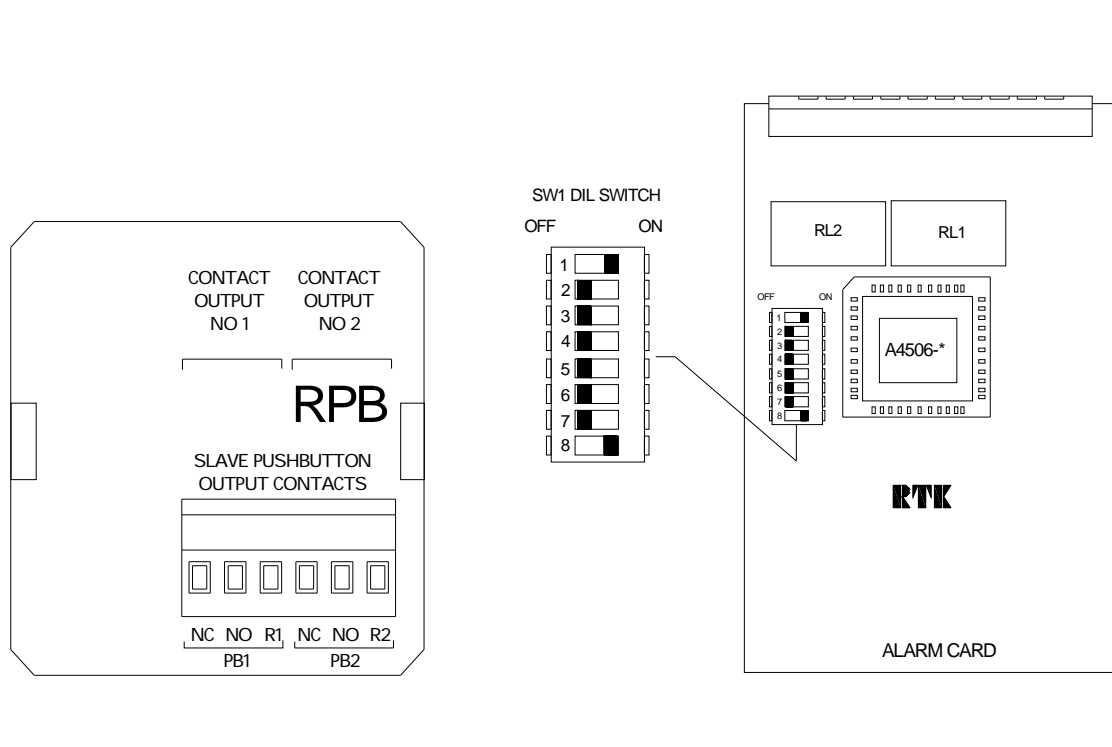 CONTACT OUTPUT NO 1
CONTACT OUTPUT NO 2
RPB
SLAVE PUSHBUTTON
OUTPUT CONTACTS
NC NO R1 NC NO R2
PB1 PB2
SW1 DIL SWITCH
OFF ON
1
2
3
4
5
6
7
8
RL2 RL1
OFF ON
1
2
3
4
5
6
7
8
A4506-*
RTK
ALARM CARD